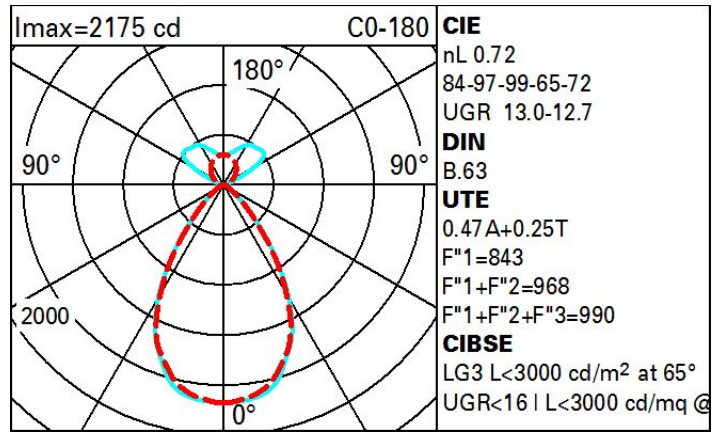 Imax=2175 cd
C0-180
180°
90°
90°
2000
0°
CIE
nL 0.72
84-97-99-65-72
UGR 13.0-12.7
DIN
B.63
UTE
0.47A+0.25T
F"1=843
F"1+F"2=968
F"1+F"2+F"3=990
CIBSE
LG3 L<3000 cd/m² at 65°
UGR<16 | L<3000 cd/mq @